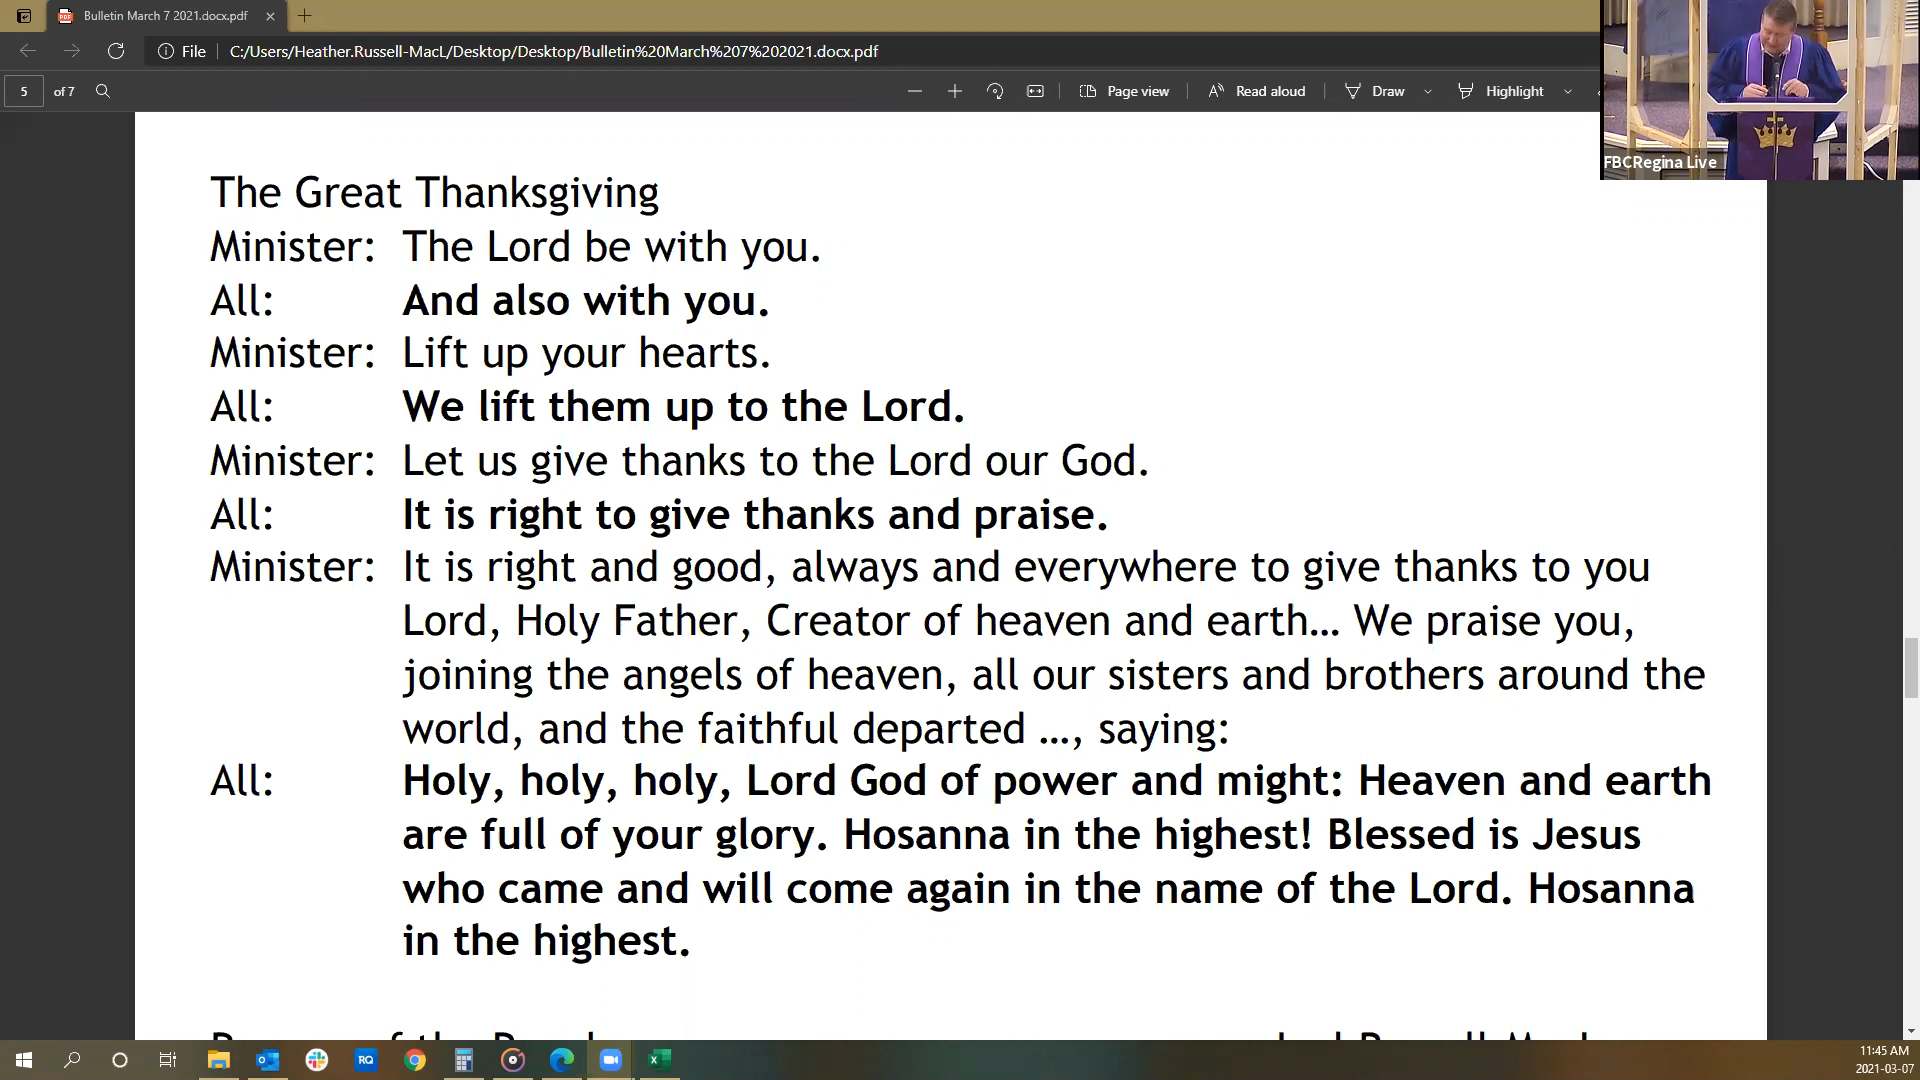 Bulletin March 7 2021.docx.pdf
File C:/Users/Heather.Russell-MacL/Desktop/Desktop/Bulletin%20March%207%202021.docx.pdf
5 of 7 Page view Read aloud Draw Highlight
FBCRegina Live
The Great Thanksgiving
Minister: The Lord be with you.
All: And also with you.
Minister: Lift up your hearts.
All: We lift them up to the Lord.
Minister: Let us give thanks to the Lord our God.
All: It is right to give thanks and praise.
Minister: It is right and good, always and everywhere to give thanks to you
Lord, Holy Father, Creator of heaven and earth... We praise you,
joining the angels of heaven, all our sisters and brothers around the
world, and the faithful departed ..., saying:
All: Holy, holy, holy, Lord God of power and might: Heaven and earth
are full of your glory. Hosanna in the highest! Blessed is Jesus
who came and will come again in the name of the Lord. Hosanna
in the highest.
RQ
11:45 AM
2021-03-07